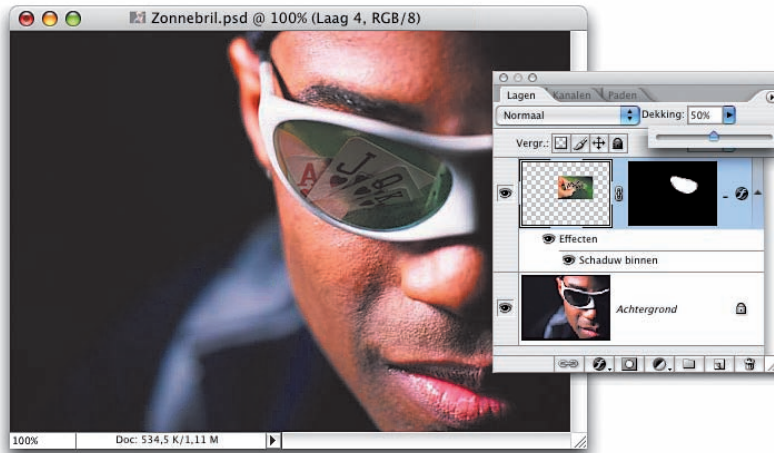 Zonnebril.psd @ 100% (Laag 4, RGB/8)
Lagen Kanalen Paden
Normaal Dekking: 50%
Vergr.:
Effecten
Schaduw binnen
Achtergrond
A J Q K
100% Doc: 534,5 K/1,11 M